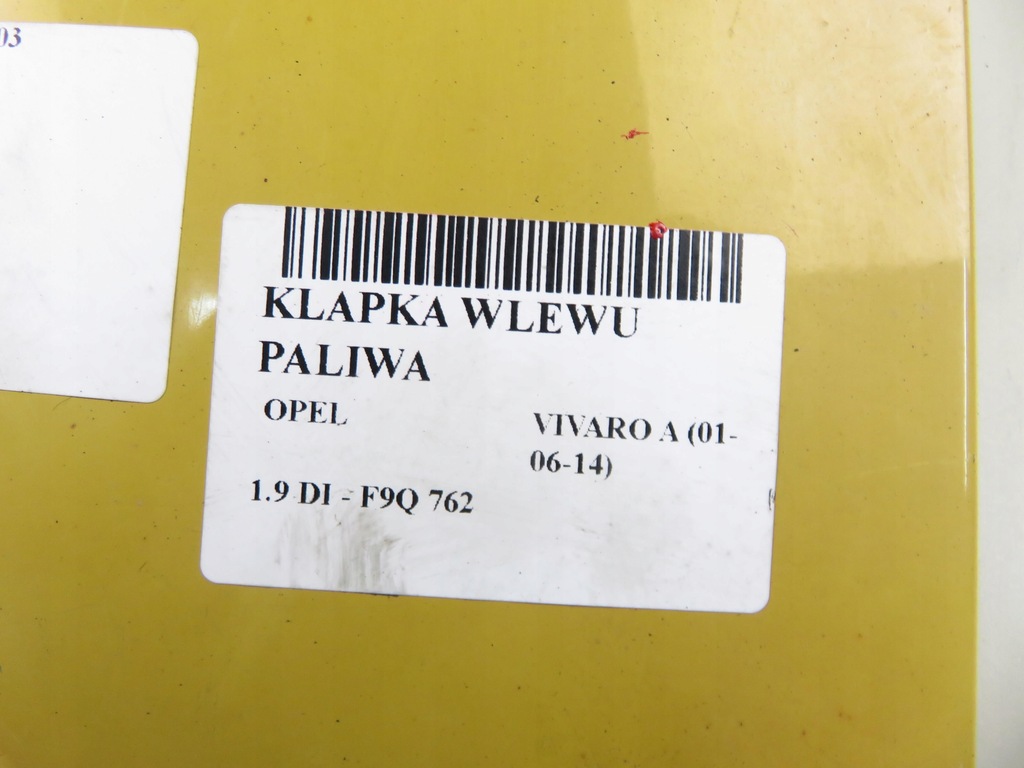 03
KLAPKA WLEWU
PALIWA
OPEL
VIVARO A (01-
06-14)
1.9 DI - F9Q 762